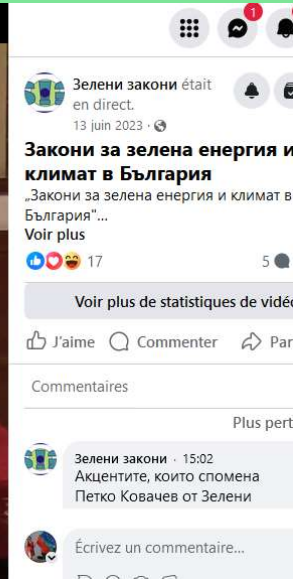 1
Зелени закони était
en direct.
13 juin 2023 ·
Закони за зелена енергия и
климат в България
„Закони за зелена енергия и климат в
България"...
Voir plus
17
5
Voir plus de statistiques de vidéo
J'aime
Commenter
Par
Commentaires
Plus pert
Зелени закони · 15:02
Акцентите, които спомена
Петко Ковачев от Зелени
Écrivez un commentaire...